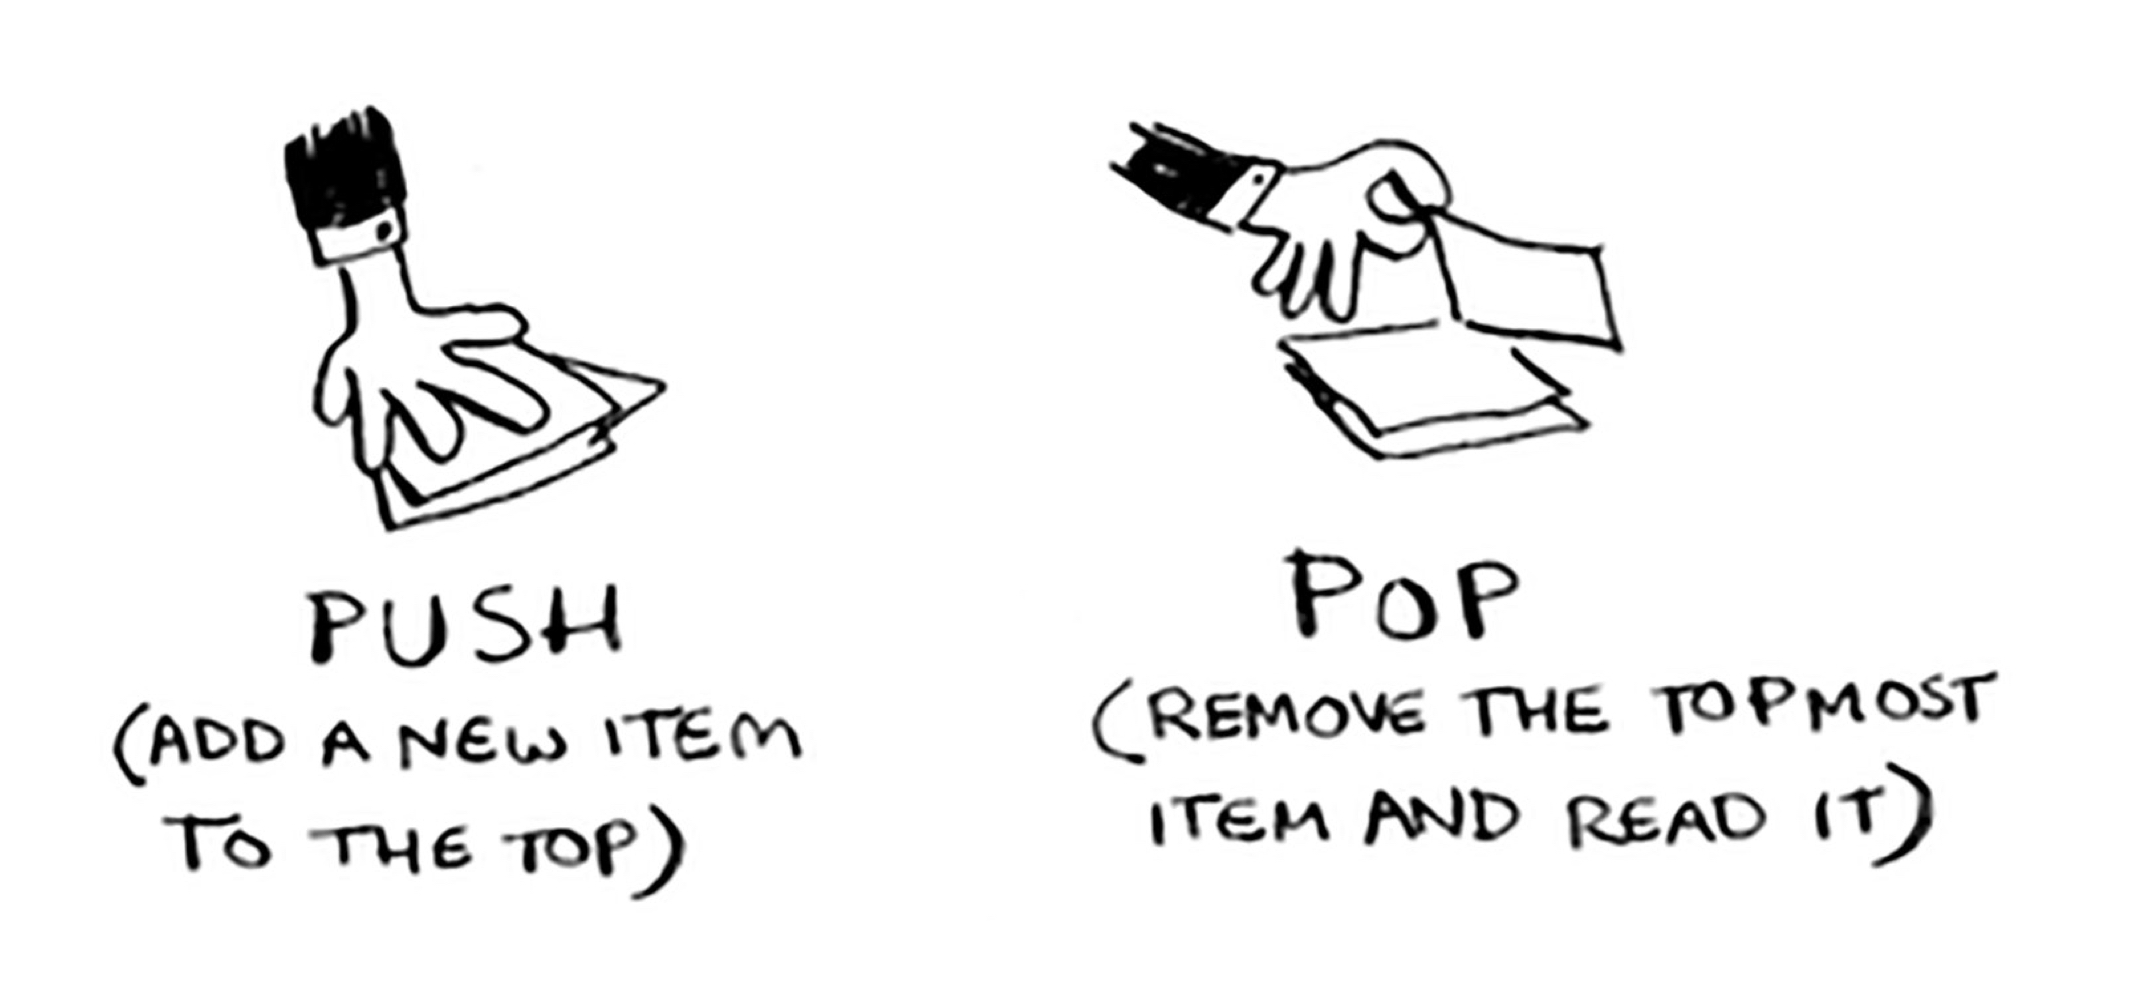 PUSH
(ADD A NEW ITEM
TO THE TOP)
POP
(REMOVE THE TOPMOST
ITEM AND READ IT)